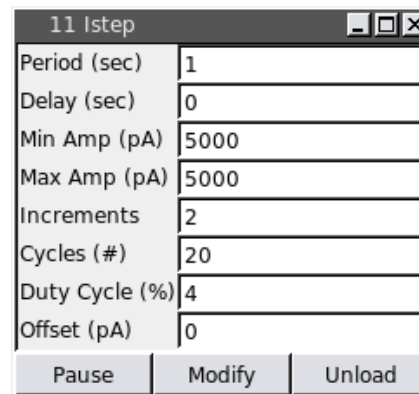 11 Istep
Period (sec) 1
Delay (sec) 0
Min Amp (pA) 5000
Max Amp (pA) 5000
Increments 2
Cycles (#) 20
Duty Cycle (%) 4
Offset (pA) 0
Pause Modify Unload